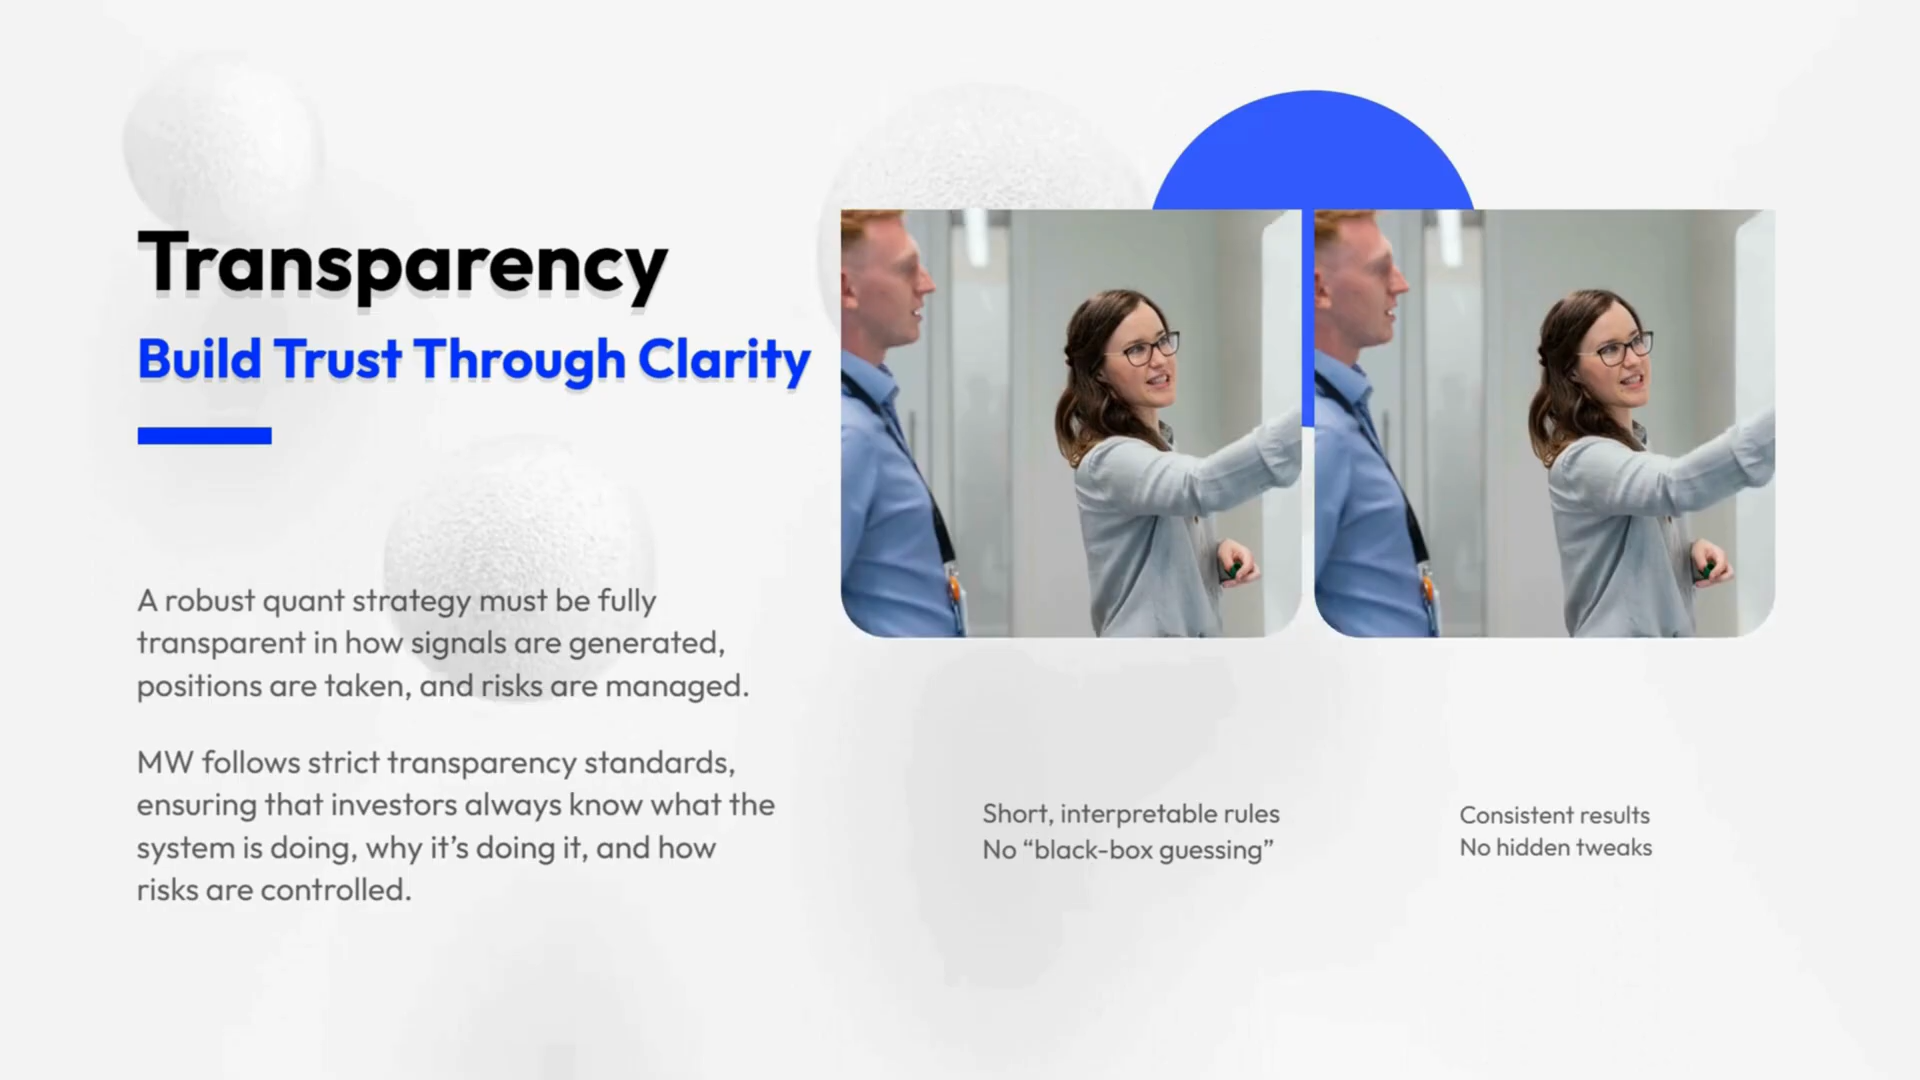 Transparency
Build Trust Through Clarity
A robust quant strategy must be fully
transparent in how signals are generated,
positions are taken, and risks are managed.
MW follows strict transparency standards,
ensuring that investors always know what the
system is doing, why it’s doing it, and how
risks are controlled.
Short, interpretable rules
No “black-box guessing”
Consistent results
No hidden tweaks